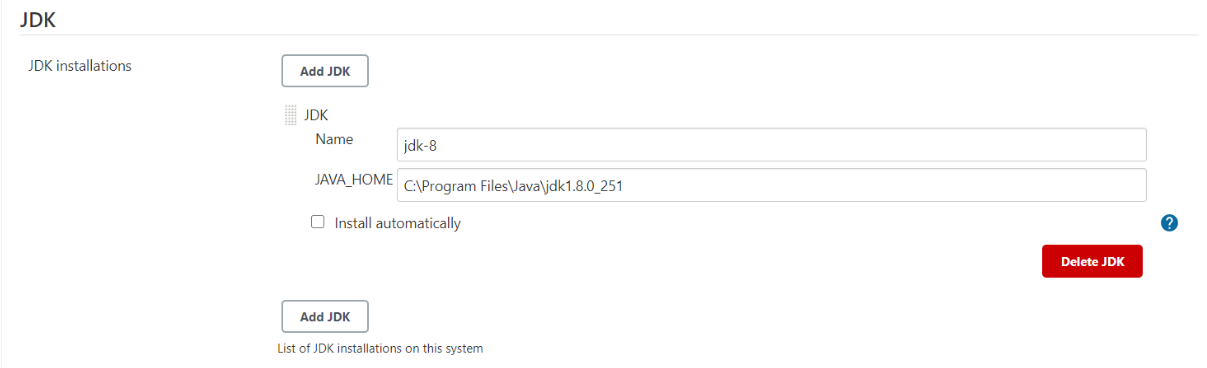 JDK
JDK installations
Add JDK
JDK
Name
jdk-8
JAVA_HOME
C:\Program Files\Java\jdk1.8.0_251
Install automatically
?
Delete JDK
Add JDK
List of JDK installations on this system